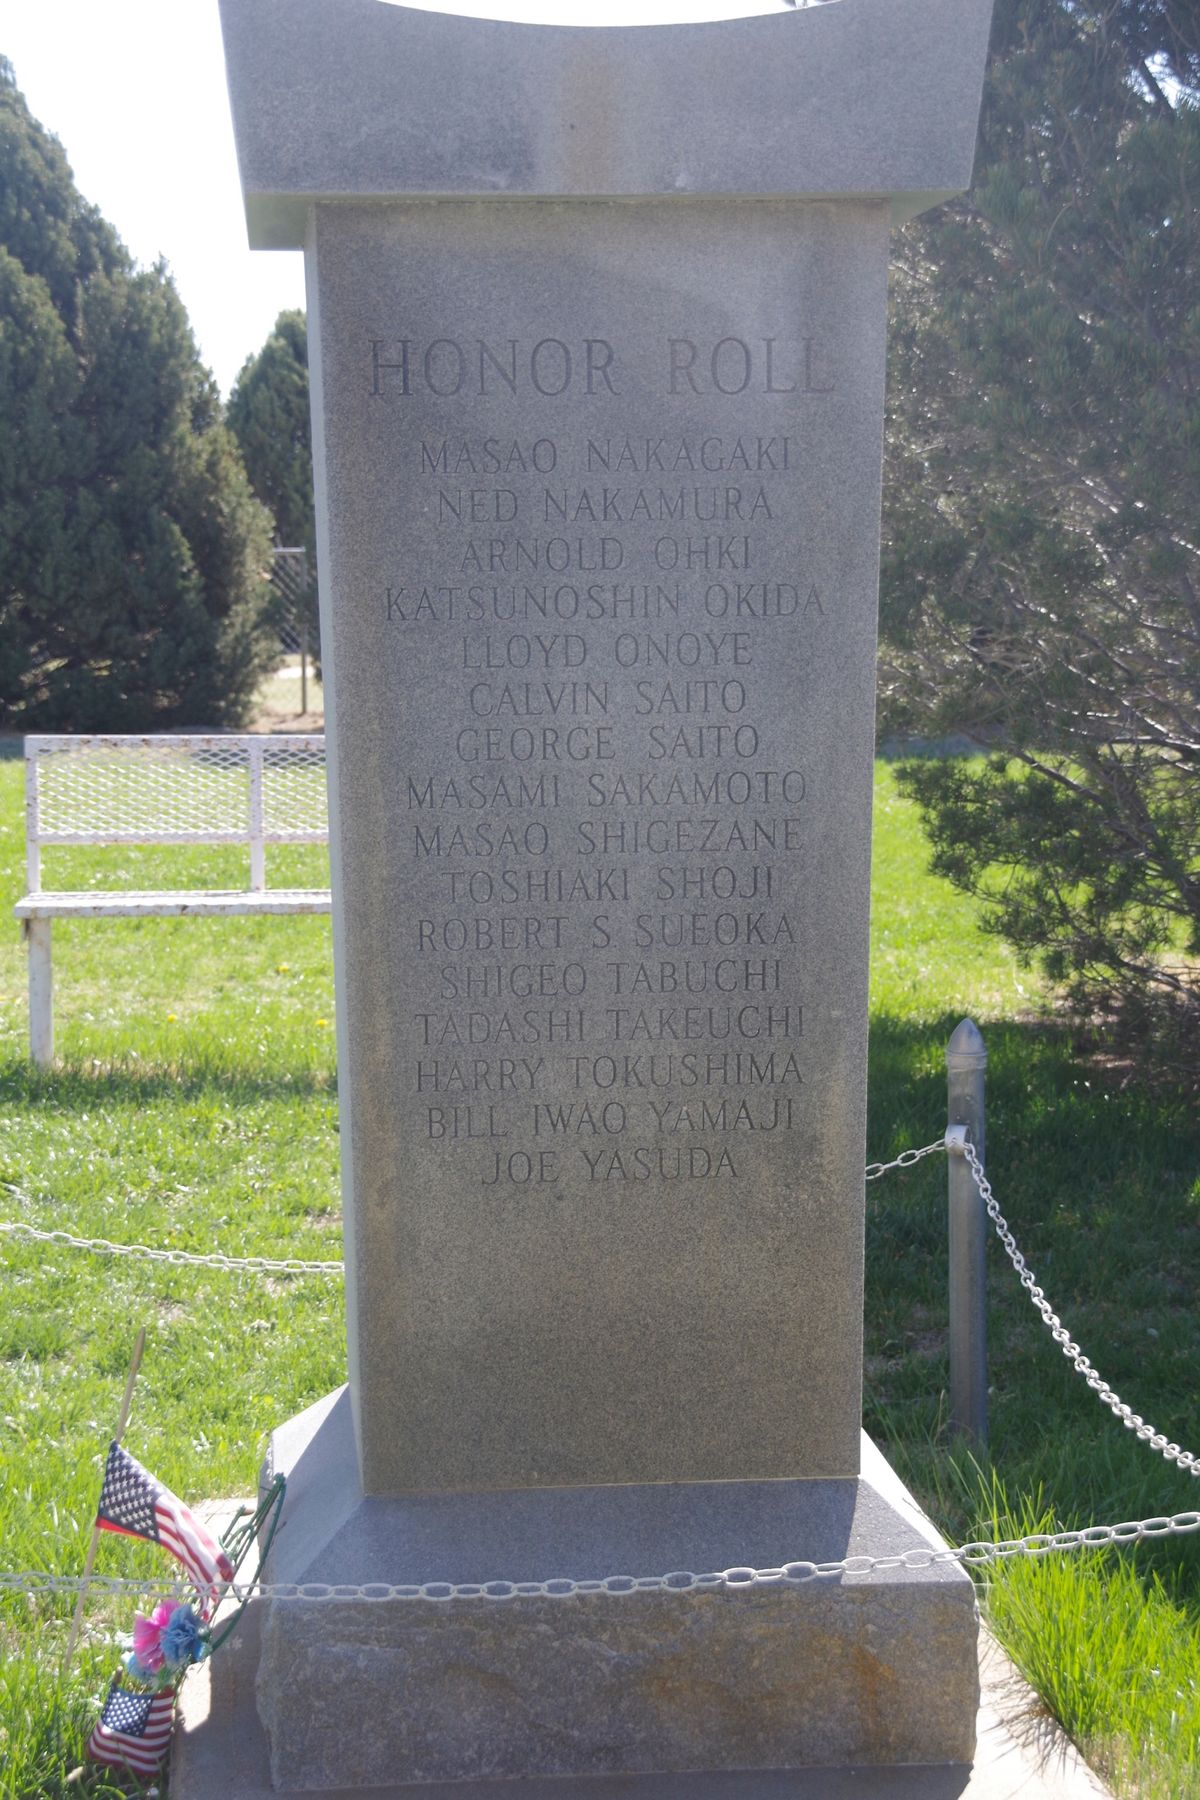 HONOR ROLL
MASAO NAKAGAKI
NED NAKAMURA
ARNOLD OHKI
KATSUNOSHIN OKIDA
LLOYD ONOYE
CALVIN SAITO
GEORGE SAITO
MASAMI SAKAMOTO
MASAO SHIGEZANE
TOSHIAKI SHOJI
ROBERT S SUEOKA
SHIGEO TABUCHI
TADASHI TAKEUCHI
HARRY TOKUSHIMA
BILL IWAO YAMAJI
JOE YASUDA